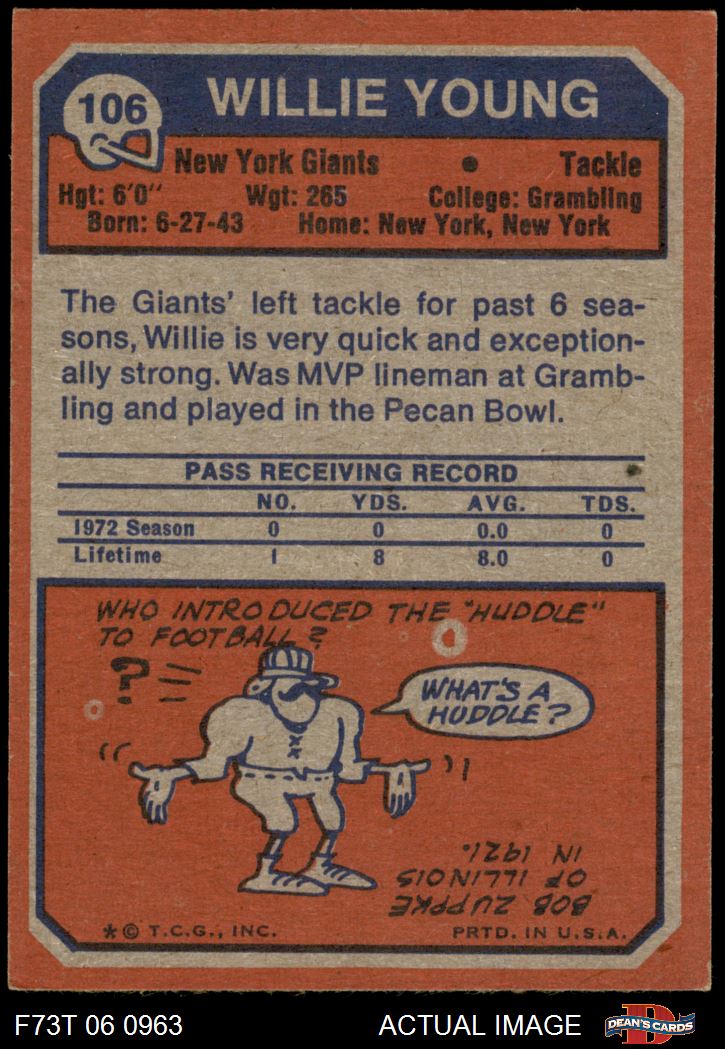 106
WILLIE YOUNG
New York Giants • Tackle
Hgt: 6'0" Wgt: 265 College: Grambling
Born: 6-27-43 Home: New York, New York
The Giants' left tackle for past 6 sea-
sons, Willie is very quick and exception-
ally strong. Was MVP lineman at Gramb-
ling and played in the Pecan Bowl.
PASS RECEIVING RECORD
NO. YDS. AVG. TDS.
1972 Season 0 0 0.0 0
Lifetime 1 8 8.0 0
WHO INTRODUCED THE "HUDDLE"
TO FOOTBALL?
?
WHAT'S A
HUDDLE?
BOB ZUPPKE
OF ILLINOIS
IN 1921.
*© T.C.G., INC. PRTD. IN U.S.A.
F73T 06 0963 ACTUAL IMAGE
D
DEAN'S CARDS